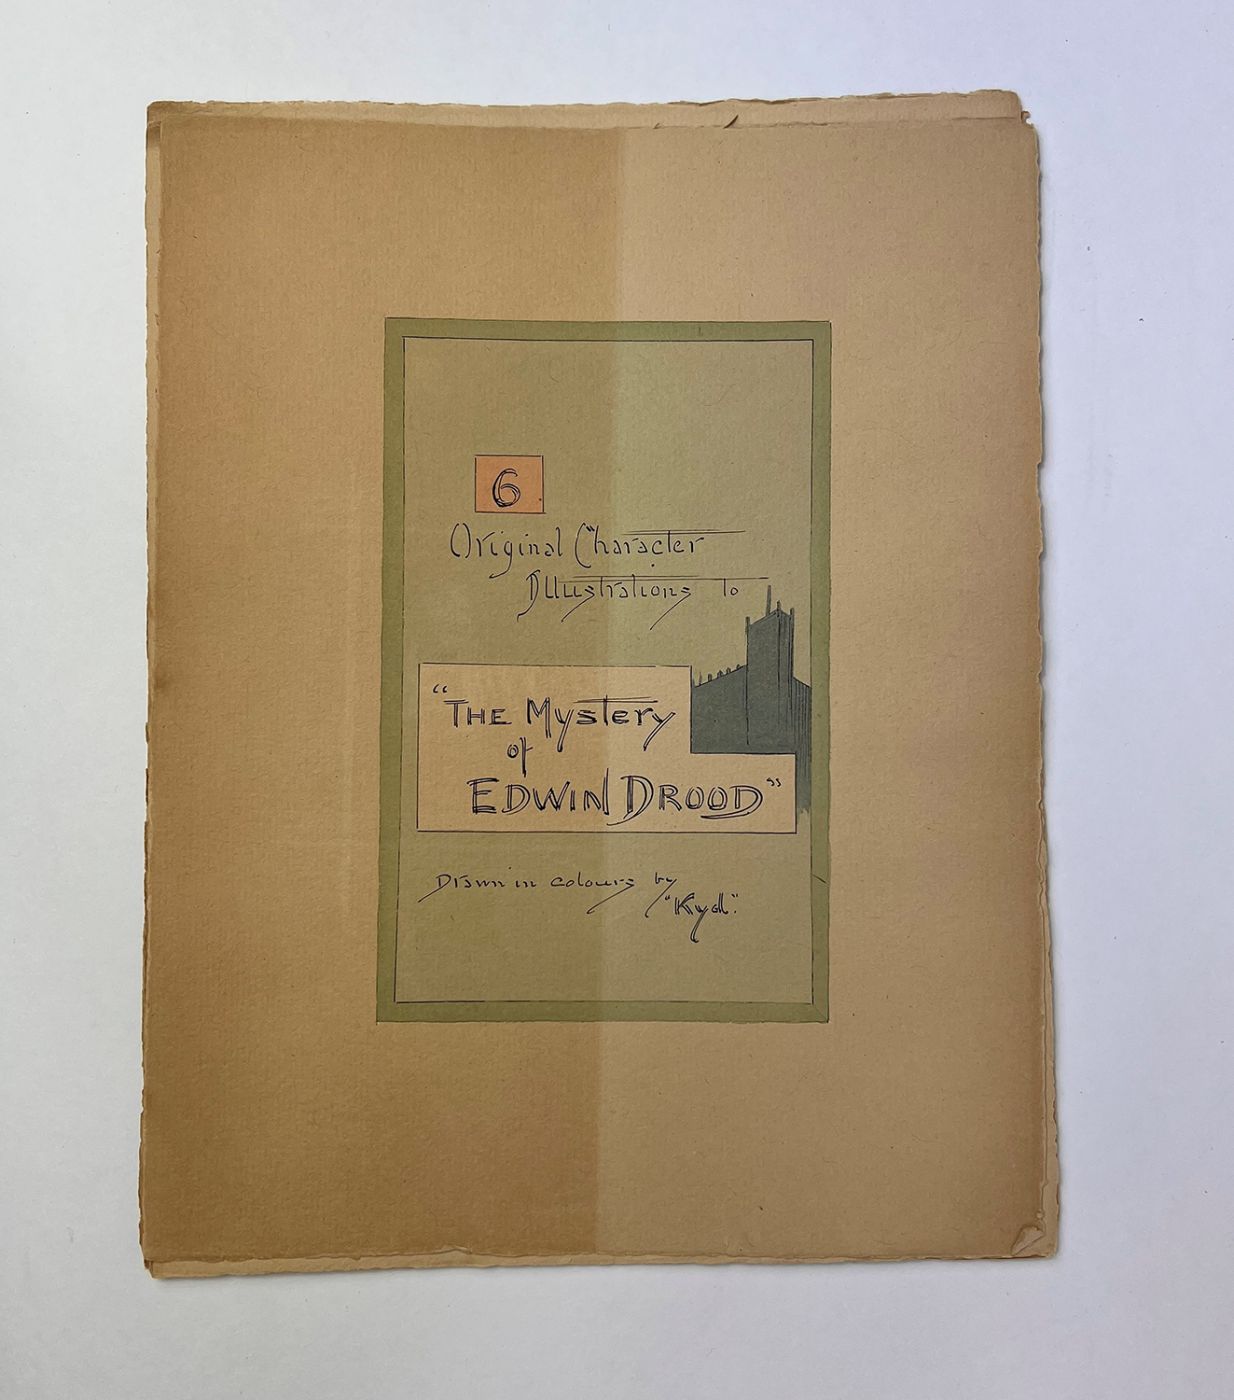 6
Original Character
Illustrations to
"THE Mystery
of
EDWIN DROOD"
Drawn in colours by
"Kyd".